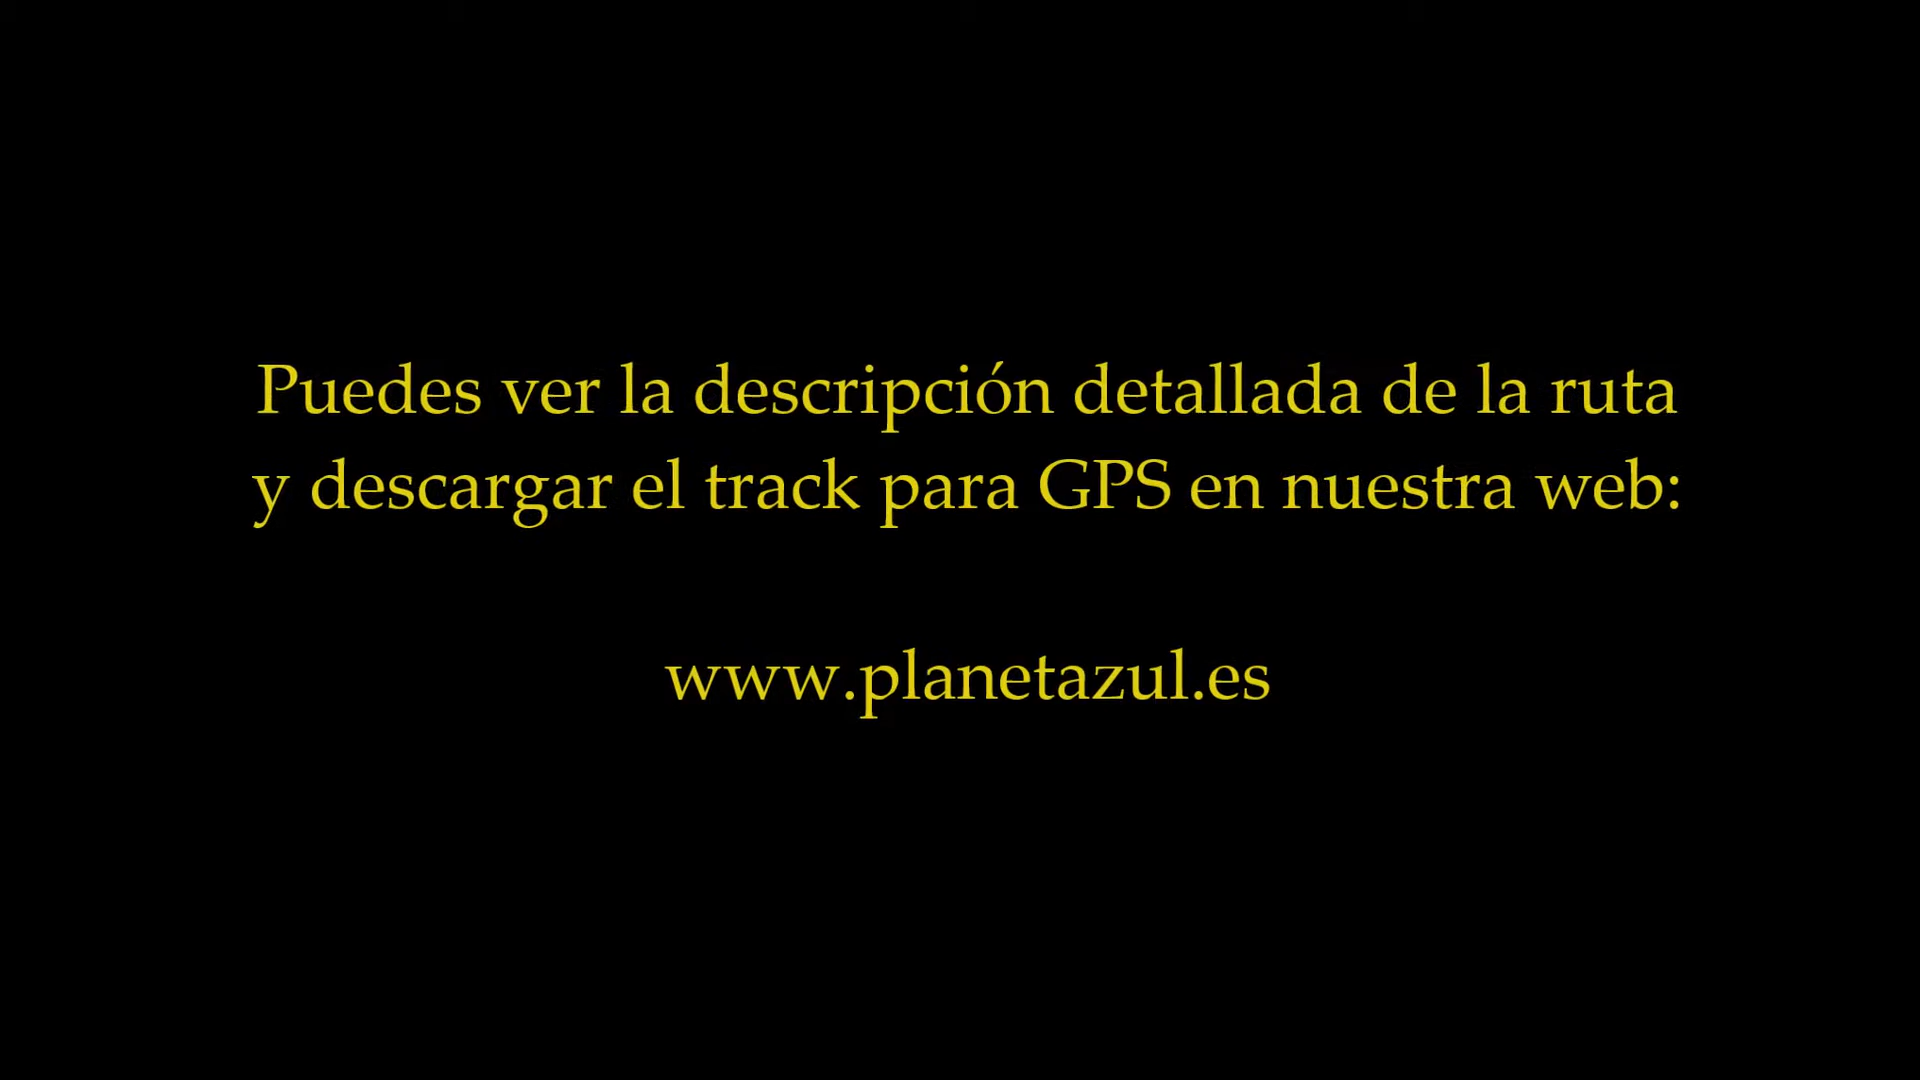 Puedes ver la descripción detallada de la ruta
y descargar el track para GPS en nuestra web:
www.planetazul.es